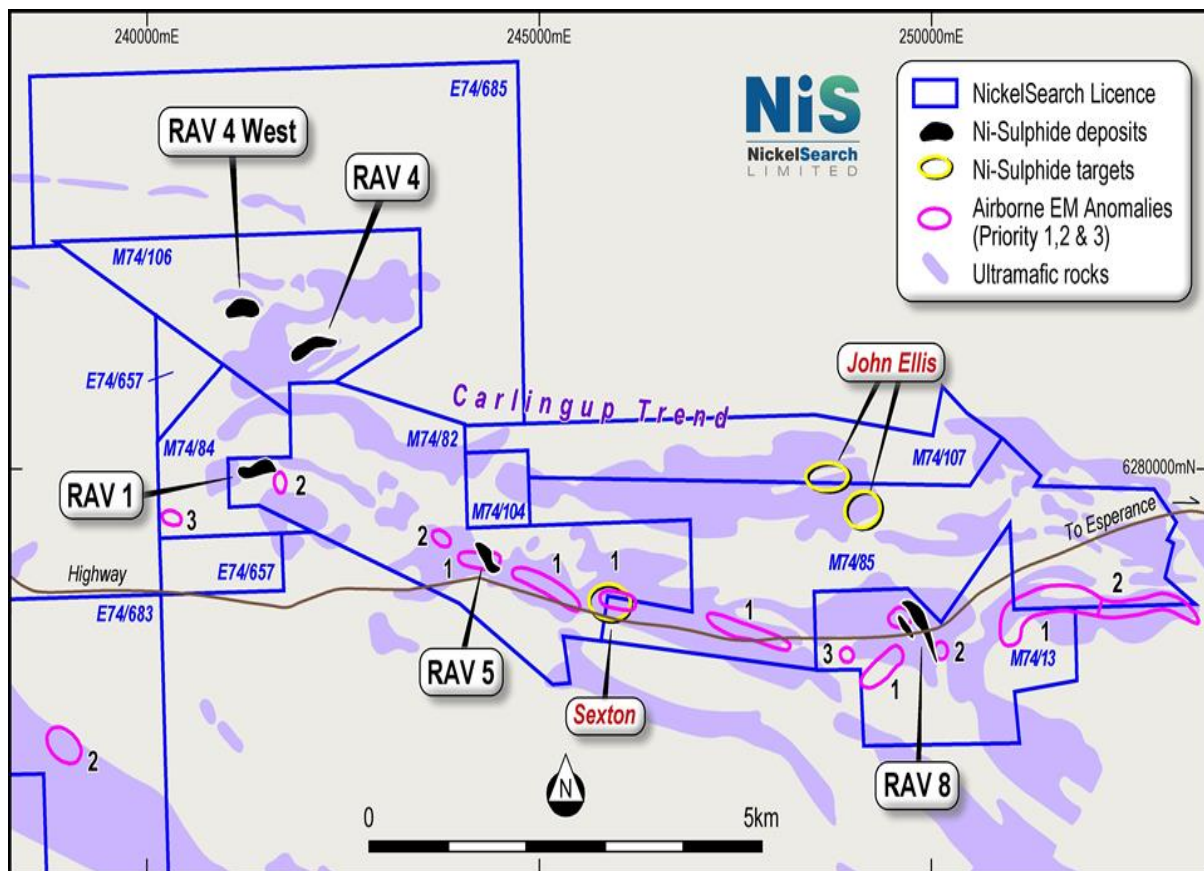 240000mE
245000mE
250000mE
E74/685
NiS
NickelSearch
LIMITED
NickelSearch Licence
Ni-Sulphide deposits
Ni-Sulphide targets
Airborne EM Anomalies
(Priority 1,2 & 3)
Ultramafic rocks
RAV 4 West
RAV 4
M74/106
E74/657
John Ellis
Carlingup Trend
M74/84
M74/82
M74/107
6280000mN
RAV 1
2
3
M74/104
To Esperance
2
1
1
1
M74/85
Highway
E74/657
E74/683
1
2
1
RAV 5
3
2
M74/13
1
Sexton
2
RAV 8
N
0
5km